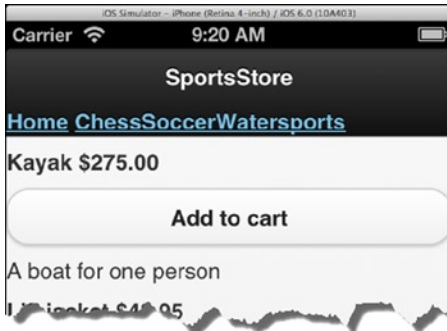 iOS Simulator – iPhone (Retina 4-inch) / iOS 6.0 (10A403)
Carrier 9:20 AM
SportsStore
Home ChessSoccerWatersports
Kayak $275.00
Add to cart
A boat for one person